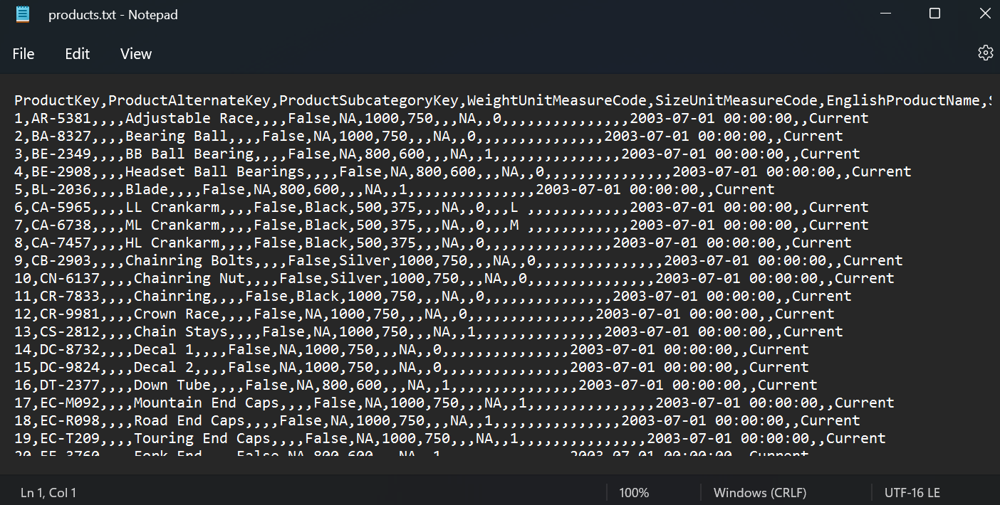 products.txt - Notepad
File Edit View
ProductKey,ProductAlternateKey,ProductSubcategoryKey,WeightUnitMeasureCode,SizeUnitMeasureCode,EnglishProductName,S
1,AR-5381,,,,Adjustable Race,,,,False,NA,1000,750,,,NA,,0,,,,,,,,,,,,,,,2003-07-01 00:00:00,,Current
2,BA-8327,,,,Bearing Ball,,,,False,NA,1000,750,,,NA,,0,,,,,,,,,,,,,,,2003-07-01 00:00:00,,Current
3,BE-2349,,,,BB Ball Bearing,,,,False,NA,800,600,,,NA,,1,,,,,,,,,,,,,,,2003-07-01 00:00:00,,Current
4,BE-2908,,,,Headset Ball Bearings,,,,False,NA,800,600,,,NA,,0,,,,,,,,,,,,,,,2003-07-01 00:00:00,,Current
5,BL-2036,,,,Blade,,,,False,NA,800,600,,,NA,,1,,,,,,,,,,,,,,,2003-07-01 00:00:00,,Current
6,CA-5965,,,,LL Crankarm,,,,False,Black,500,375,,,NA,,0,,,L ,,,,,,,,,,,,2003-07-01 00:00:00,,Current
7,CA-6738,,,,ML Crankarm,,,,False,Black,500,375,,,NA,,0,,,M ,,,,,,,,,,,,2003-07-01 00:00:00,,Current
8,CA-7457,,,,HL Crankarm,,,,False,Black,500,375,,,NA,,0,,,,,,,,,,,,,,,2003-07-01 00:00:00,,Current
9,CB-2903,,,,Chainring Bolts,,,,False,Silver,1000,750,,,NA,,0,,,,,,,,,,,,,,,2003-07-01 00:00:00,,Current
10,CN-6137,,,,Chainring Nut,,,,False,Silver,1000,750,,,NA,,0,,,,,,,,,,,,,,,2003-07-01 00:00:00,,Current
11,CR-7833,,,,Chainring,,,,False,Black,1000,750,,,NA,,0,,,,,,,,,,,,,,,2003-07-01 00:00:00,,Current
12,CR-9981,,,,Crown Race,,,,False,NA,1000,750,,,NA,,0,,,,,,,,,,,,,,,2003-07-01 00:00:00,,Current
13,CS-2812,,,,Chain Stays,,,,False,NA,1000,750,,,NA,,1,,,,,,,,,,,,,,,2003-07-01 00:00:00,,Current
14,DC-8732,,,,Decal 1,,,,False,NA,1000,750,,,NA,,0,,,,,,,,,,,,,,,2003-07-01 00:00:00,,Current
15,DC-9824,,,,Decal 2,,,,False,NA,1000,750,,,NA,,0,,,,,,,,,,,,,,,2003-07-01 00:00:00,,Current
16,DT-2377,,,,Down Tube,,,,False,NA,800,600,,,NA,,1,,,,,,,,,,,,,,,2003-07-01 00:00:00,,Current
17,EC-M092,,,,Mountain End Caps,,,,False,NA,1000,750,,,NA,,1,,,,,,,,,,,,,,,2003-07-01 00:00:00,,Current
18,EC-R098,,,,Road End Caps,,,,False,NA,1000,750,,,NA,,1,,,,,,,,,,,,,,,2003-07-01 00:00:00,,Current
19,EC-T209,,,,Touring End Caps,,,,False,NA,1000,750,,,NA,,1,,,,,,,,,,,,,,,2003-07-01 00:00:00,,Current
Ln 1, Col 1 100% Windows (CRLF) UTF-16 LE